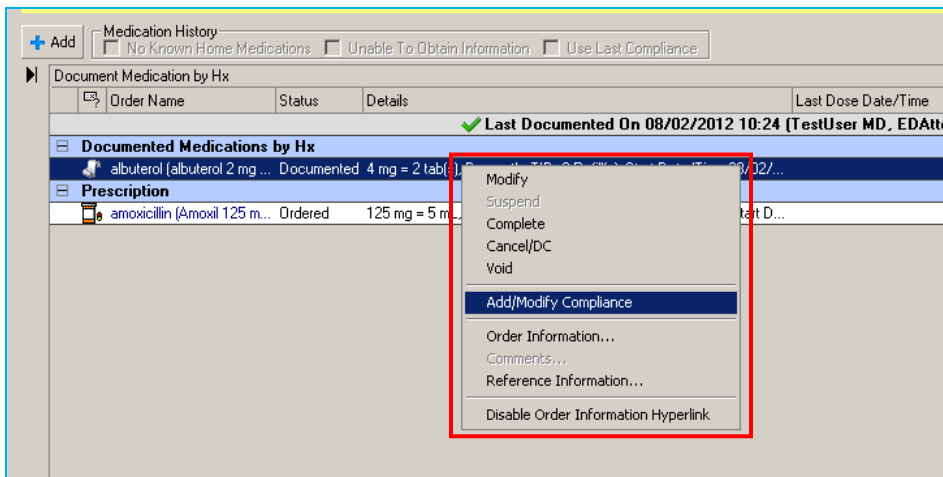 Medication History
Add No Known Home Medications Unable To Obtain Information Use Last Compliance
Document Medication by Hx
Order Name Status Details Last Dose Date/Time
Last Documented On 08/02/2012 10:24 (TestUser MD, EDAtt
Documented Medications by Hx
albuterol (albuterol 2 mg ... Documented 4 mg = 2 tab(
Prescription
amoxicillin (Amoxil 125 m... Ordered 125 mg = 5 mL,
Modify
Suspend
Complete
Cancel/DC
Void
Add/Modify Compliance
Order Information...
Comments...
Reference Information...
Disable Order Information Hyperlink